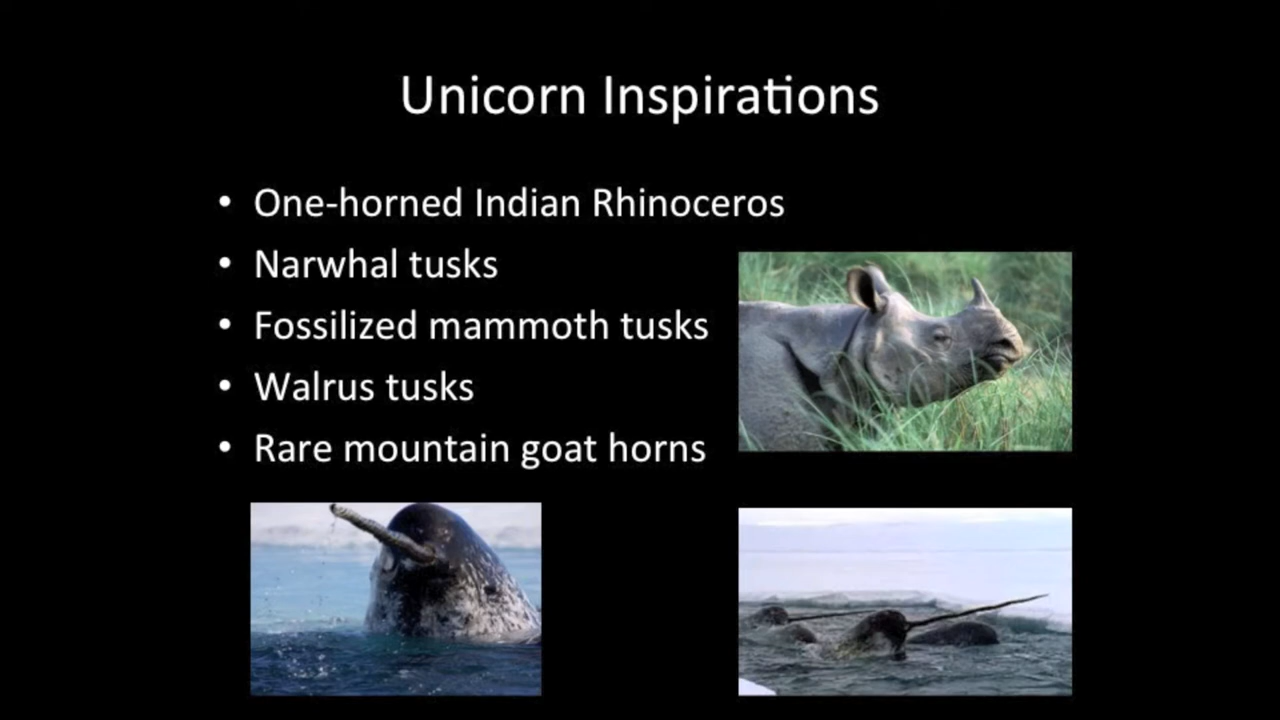 Unicorn Inspirations
• One-horned Indian Rhinoceros
• Narwhal tusks
• Fossilized mammoth tusks
• Walrus tusks
• Rare mountain goat horns